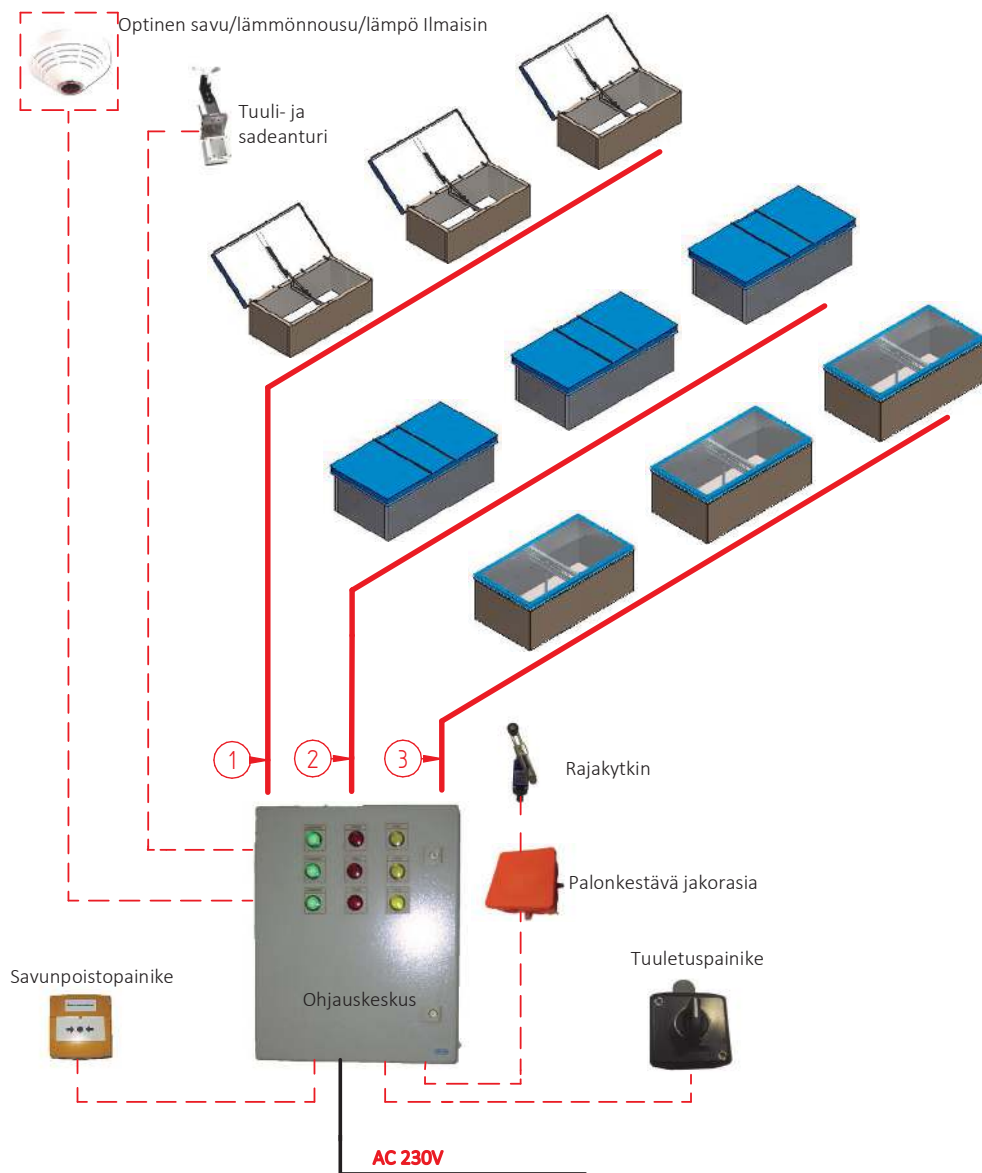 Optinen savu/lämmönnousu/lämpö Ilmaisin
Tuuli- ja
sadeanturi
1
2
3
Rajakytkin
Palonkestävä jakorasia
Savunpoistopainike
Ohjauskeskus
Tuuletuspainike
AC 230V